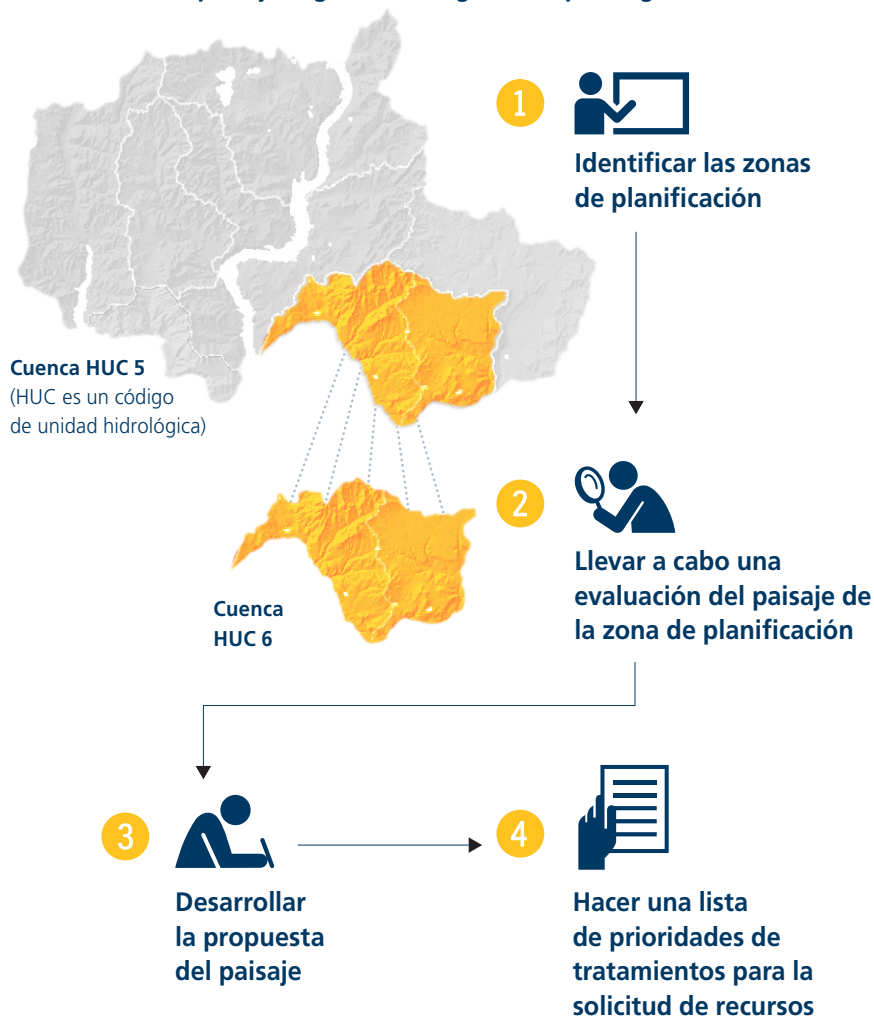 1
Identificar las zonas
de planificación
Cuenca HUC 5
(HUC es un código
de unidad hidrológica)
2
Llevar a cabo una
evaluación del paisaje de
la zona de planificación
Cuenca
HUC 6
3
Desarrollar
la propuesta
del paisaje
4
Hacer una lista
de prioridades de
tratamientos para la
solicitud de recursos